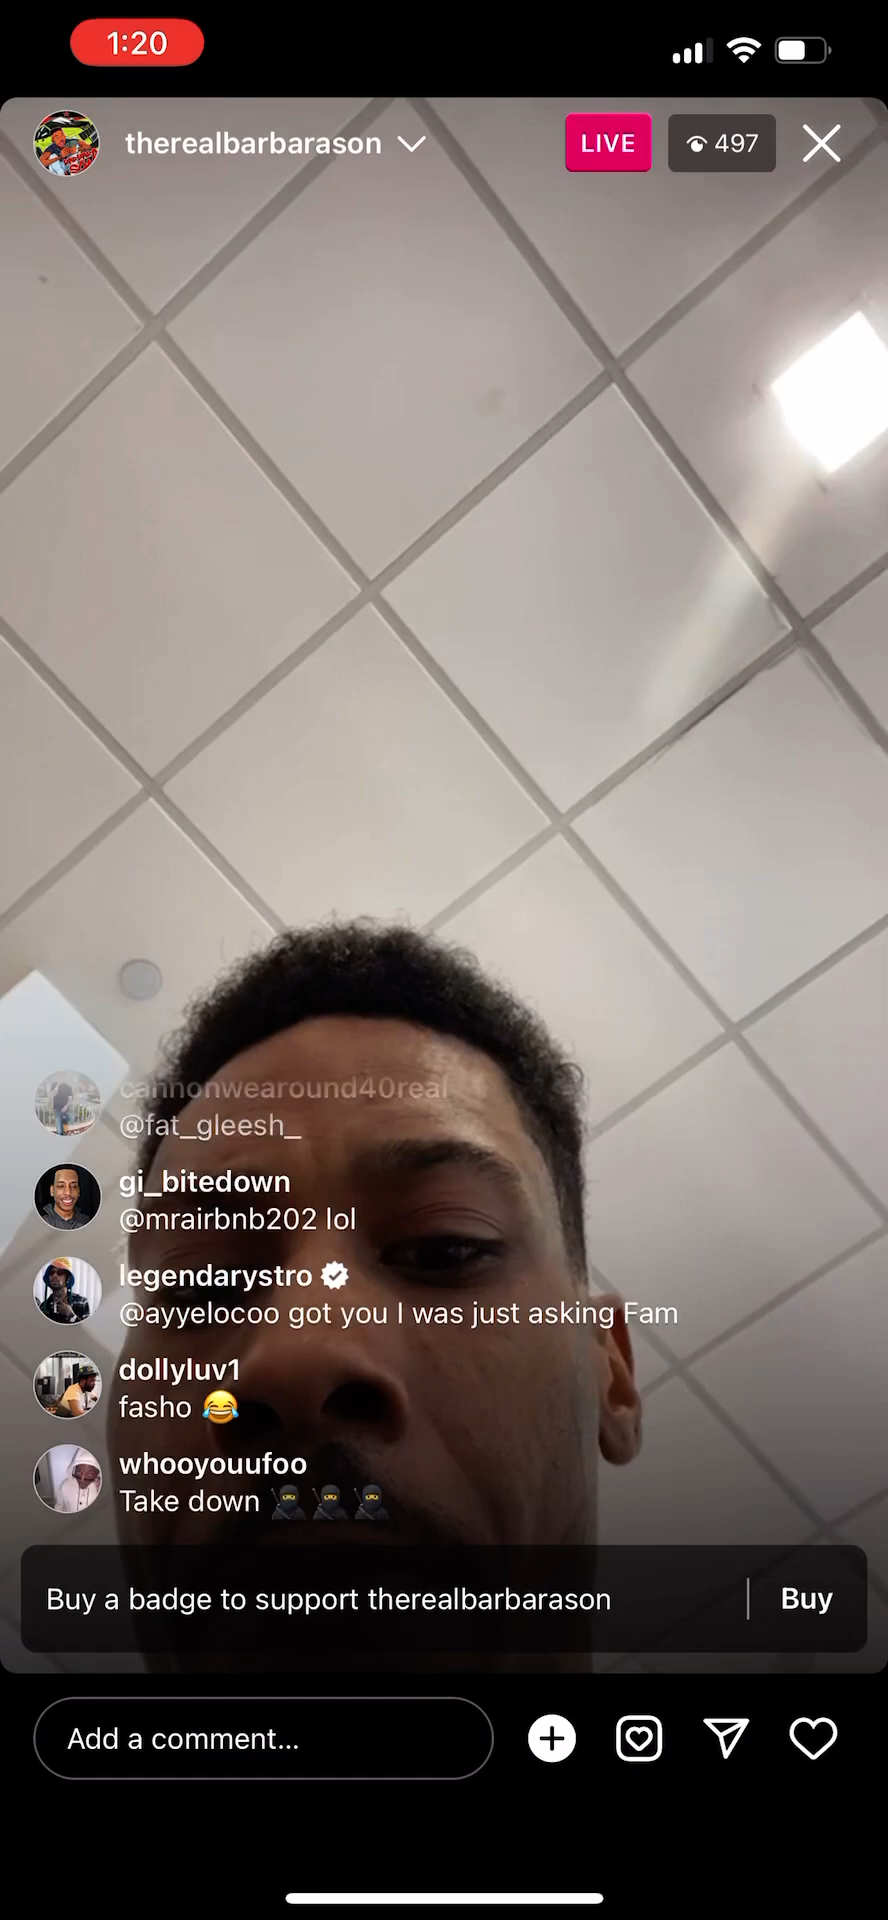 1:20
therealbarbarason
LIVE
497
cannonwearound40real
@fat_gleesh_
gi_bitedown
@mrairbnb202 lol
legendarystro
@ayyelocoo got you I was just asking Fam
dollyluv1
fasho 😂
whooyouufoo
Take down 🥷🥷🥷
Buy a badge to support therealbarbarason
Buy
Add a comment...